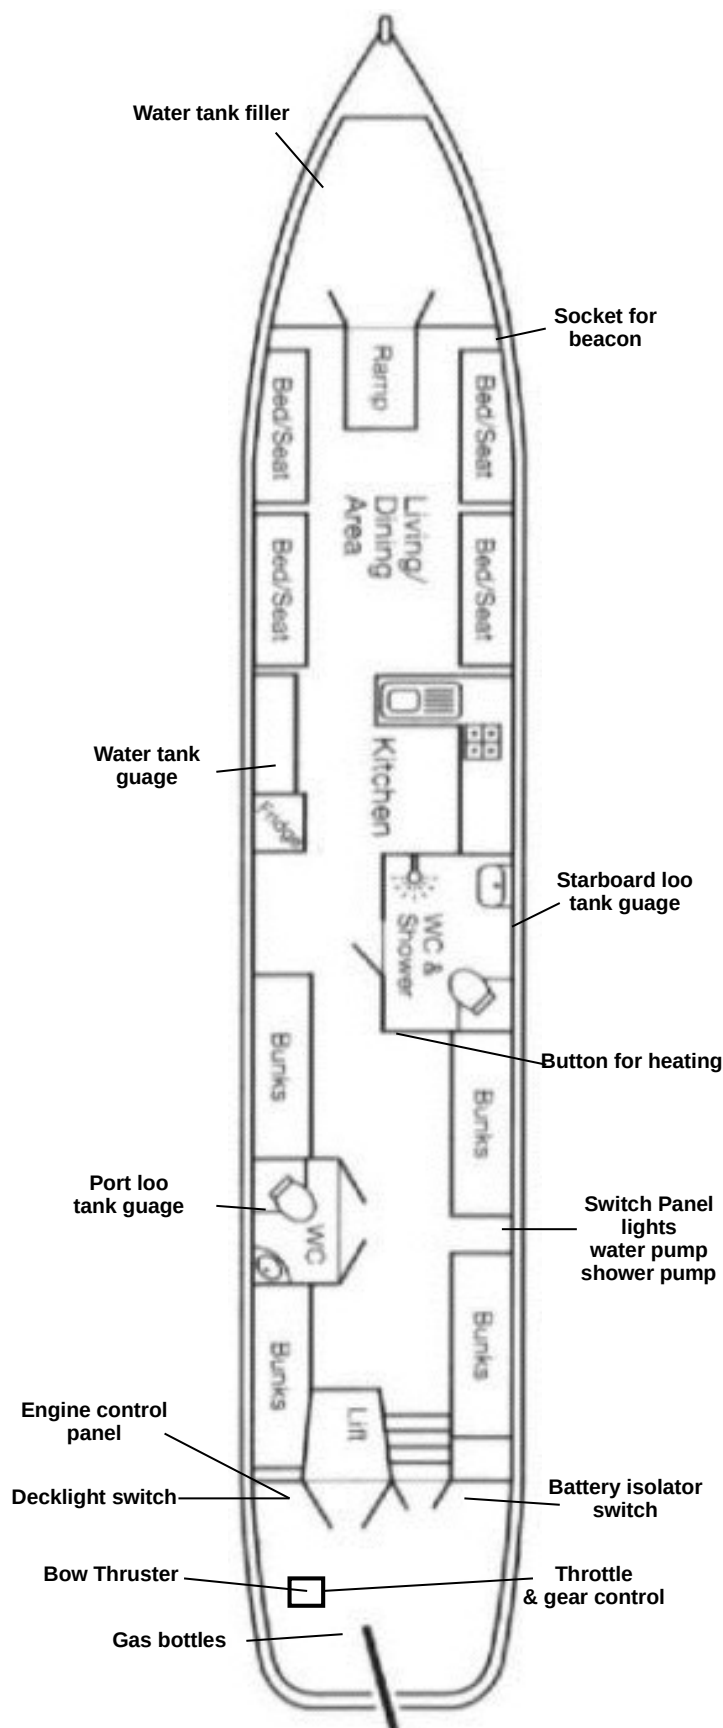 Water tank filler
Socket for
beacon
Ramp
Bed/Seat
Bed/Seat
Living/
Dining
Area
Bed/Seat
Bed/Seat
Water tank
guage
Kitchen
Fridge
Starboard loo
tank guage
WC &
Shower
Button for heating
Bunks
Bunks
Port loo
tank guage
WC
Switch Panel
lights
water pump
shower pump
Bunks
Bunks
Lift
Engine control
panel
Decklight switch
Battery isolator
switch
Bow Thruster
Throttle
& gear control
Gas bottles